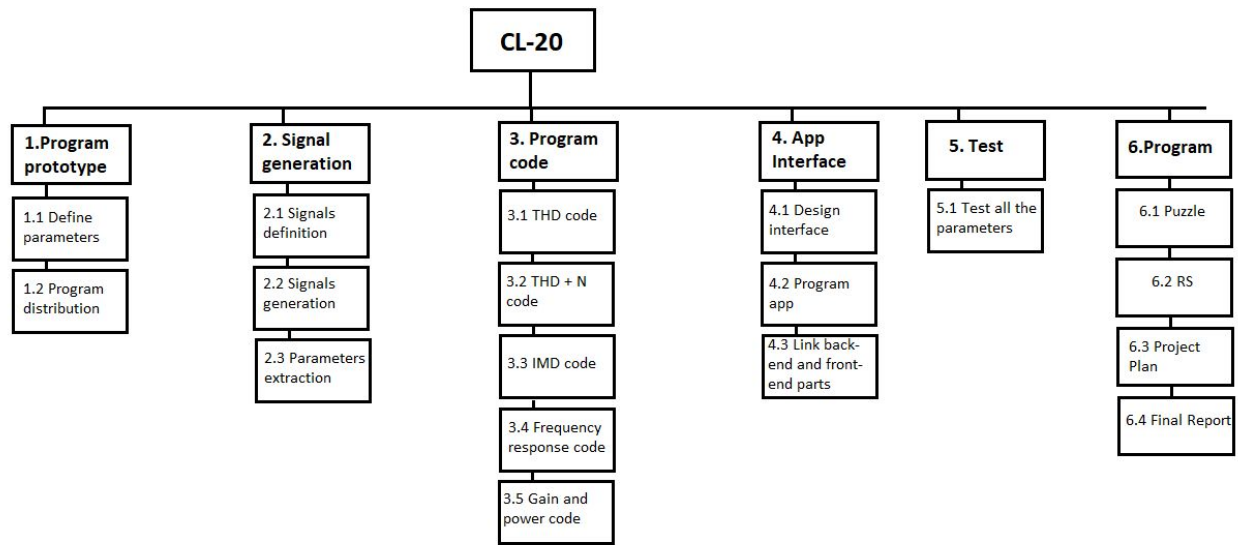 CL-20
1.Program
prototype
1.1 Define
parameters
1.2 Program
distribution
2. Signal
generation
2.1 Signals
definition
2.2 Signals
generation
2.3 Parameters
extraction
3. Program
code
3.1 THD code
3.2 THD + N
code
3.3 IMD code
3.4 Frequency
response code
3.5 Gain and
power code
4. App
Interface
4.1 Design
interface
4.2 Program
app
4.3 Link back-
end and front-
end parts
5. Test
5.1 Test all the
parameters
6.Program
6.1 Puzzle
6.2 RS
6.3 Project
Plan
6.4 Final Report